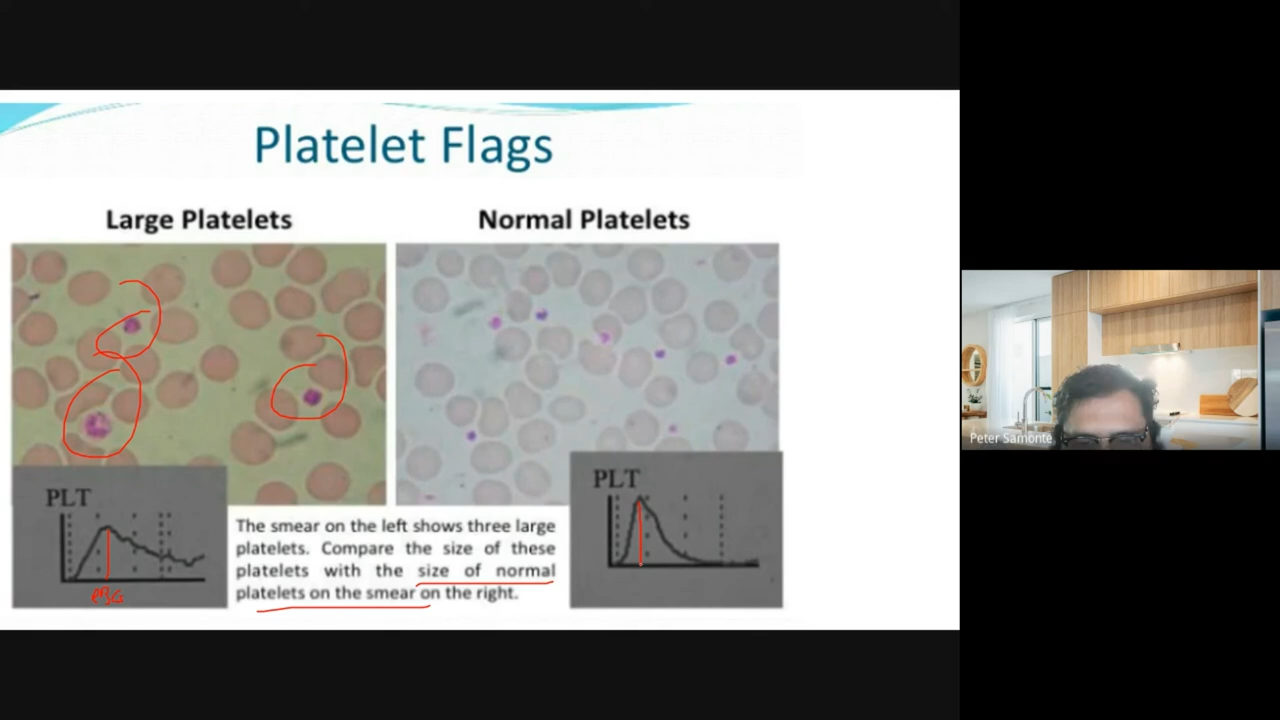 Platelet Flags
Large Platelets
Normal Platelets
PLT
PLT
The smear on the left shows three large
platelets. Compare the size of these
platelets with the size of normal
platelets on the smear on the right.
Peter Samonte